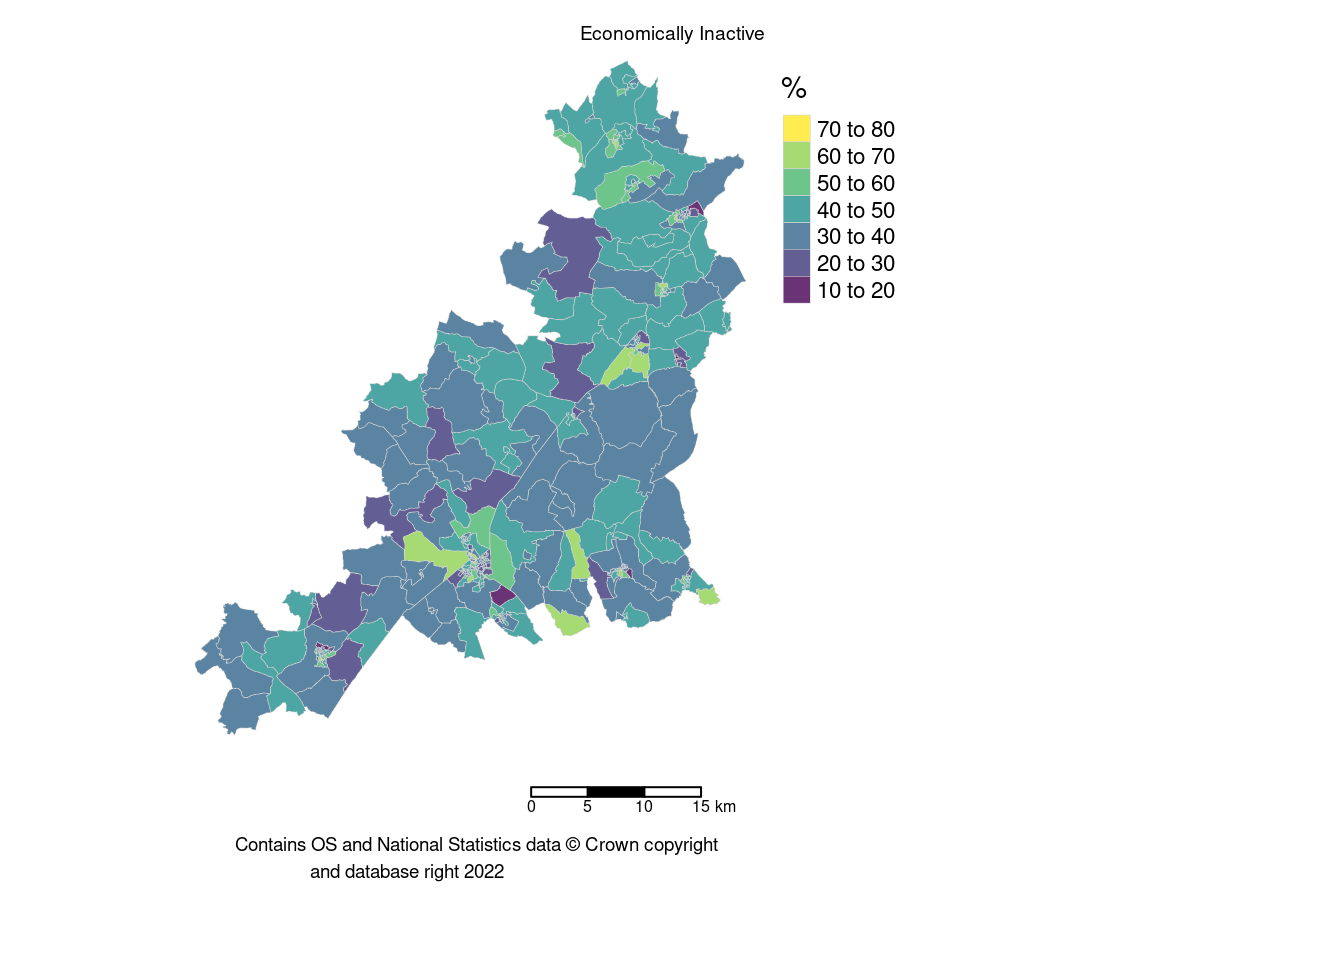 Economically Inactive
%
70 to 80
60 to 70
50 to 60
40 to 50
30 to 40
20 to 30
10 to 20
0 5 10 15 km
Contains OS and National Statistics data © Crown copyright
and database right 2022